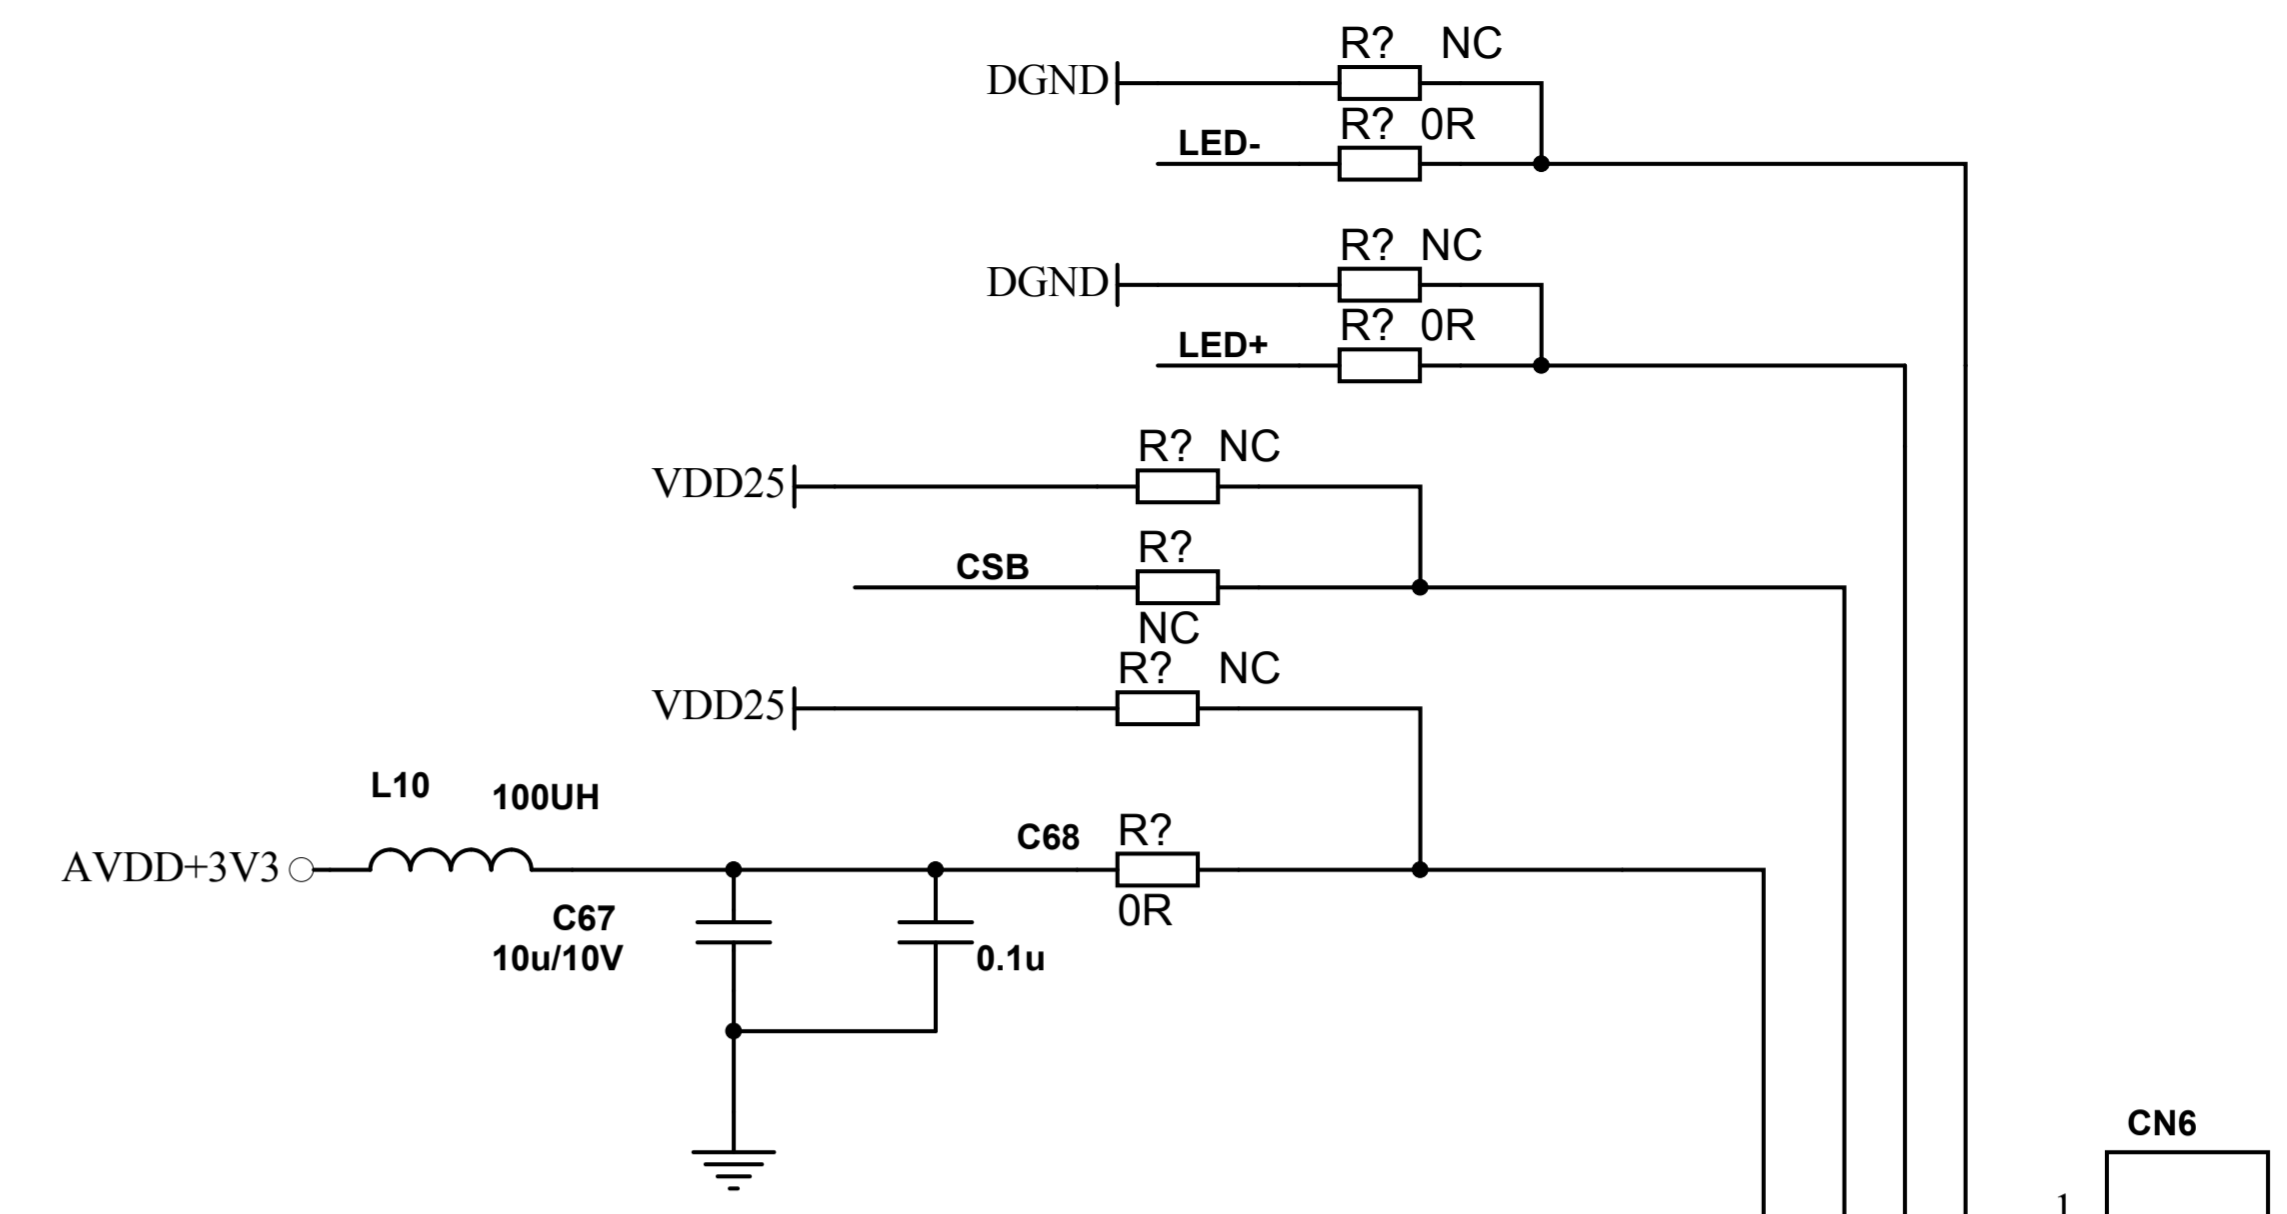 R? NC
DGND
R? 0R
LED-
R? NC
DGND
R? 0R
LED+
R? NC
VDD25
R?
CSB
NC
R? NC
VDD25
L10 100UH
C68 R?
AVDD+3V3
0R
C67
10u/10V 0.1u
CN6
1